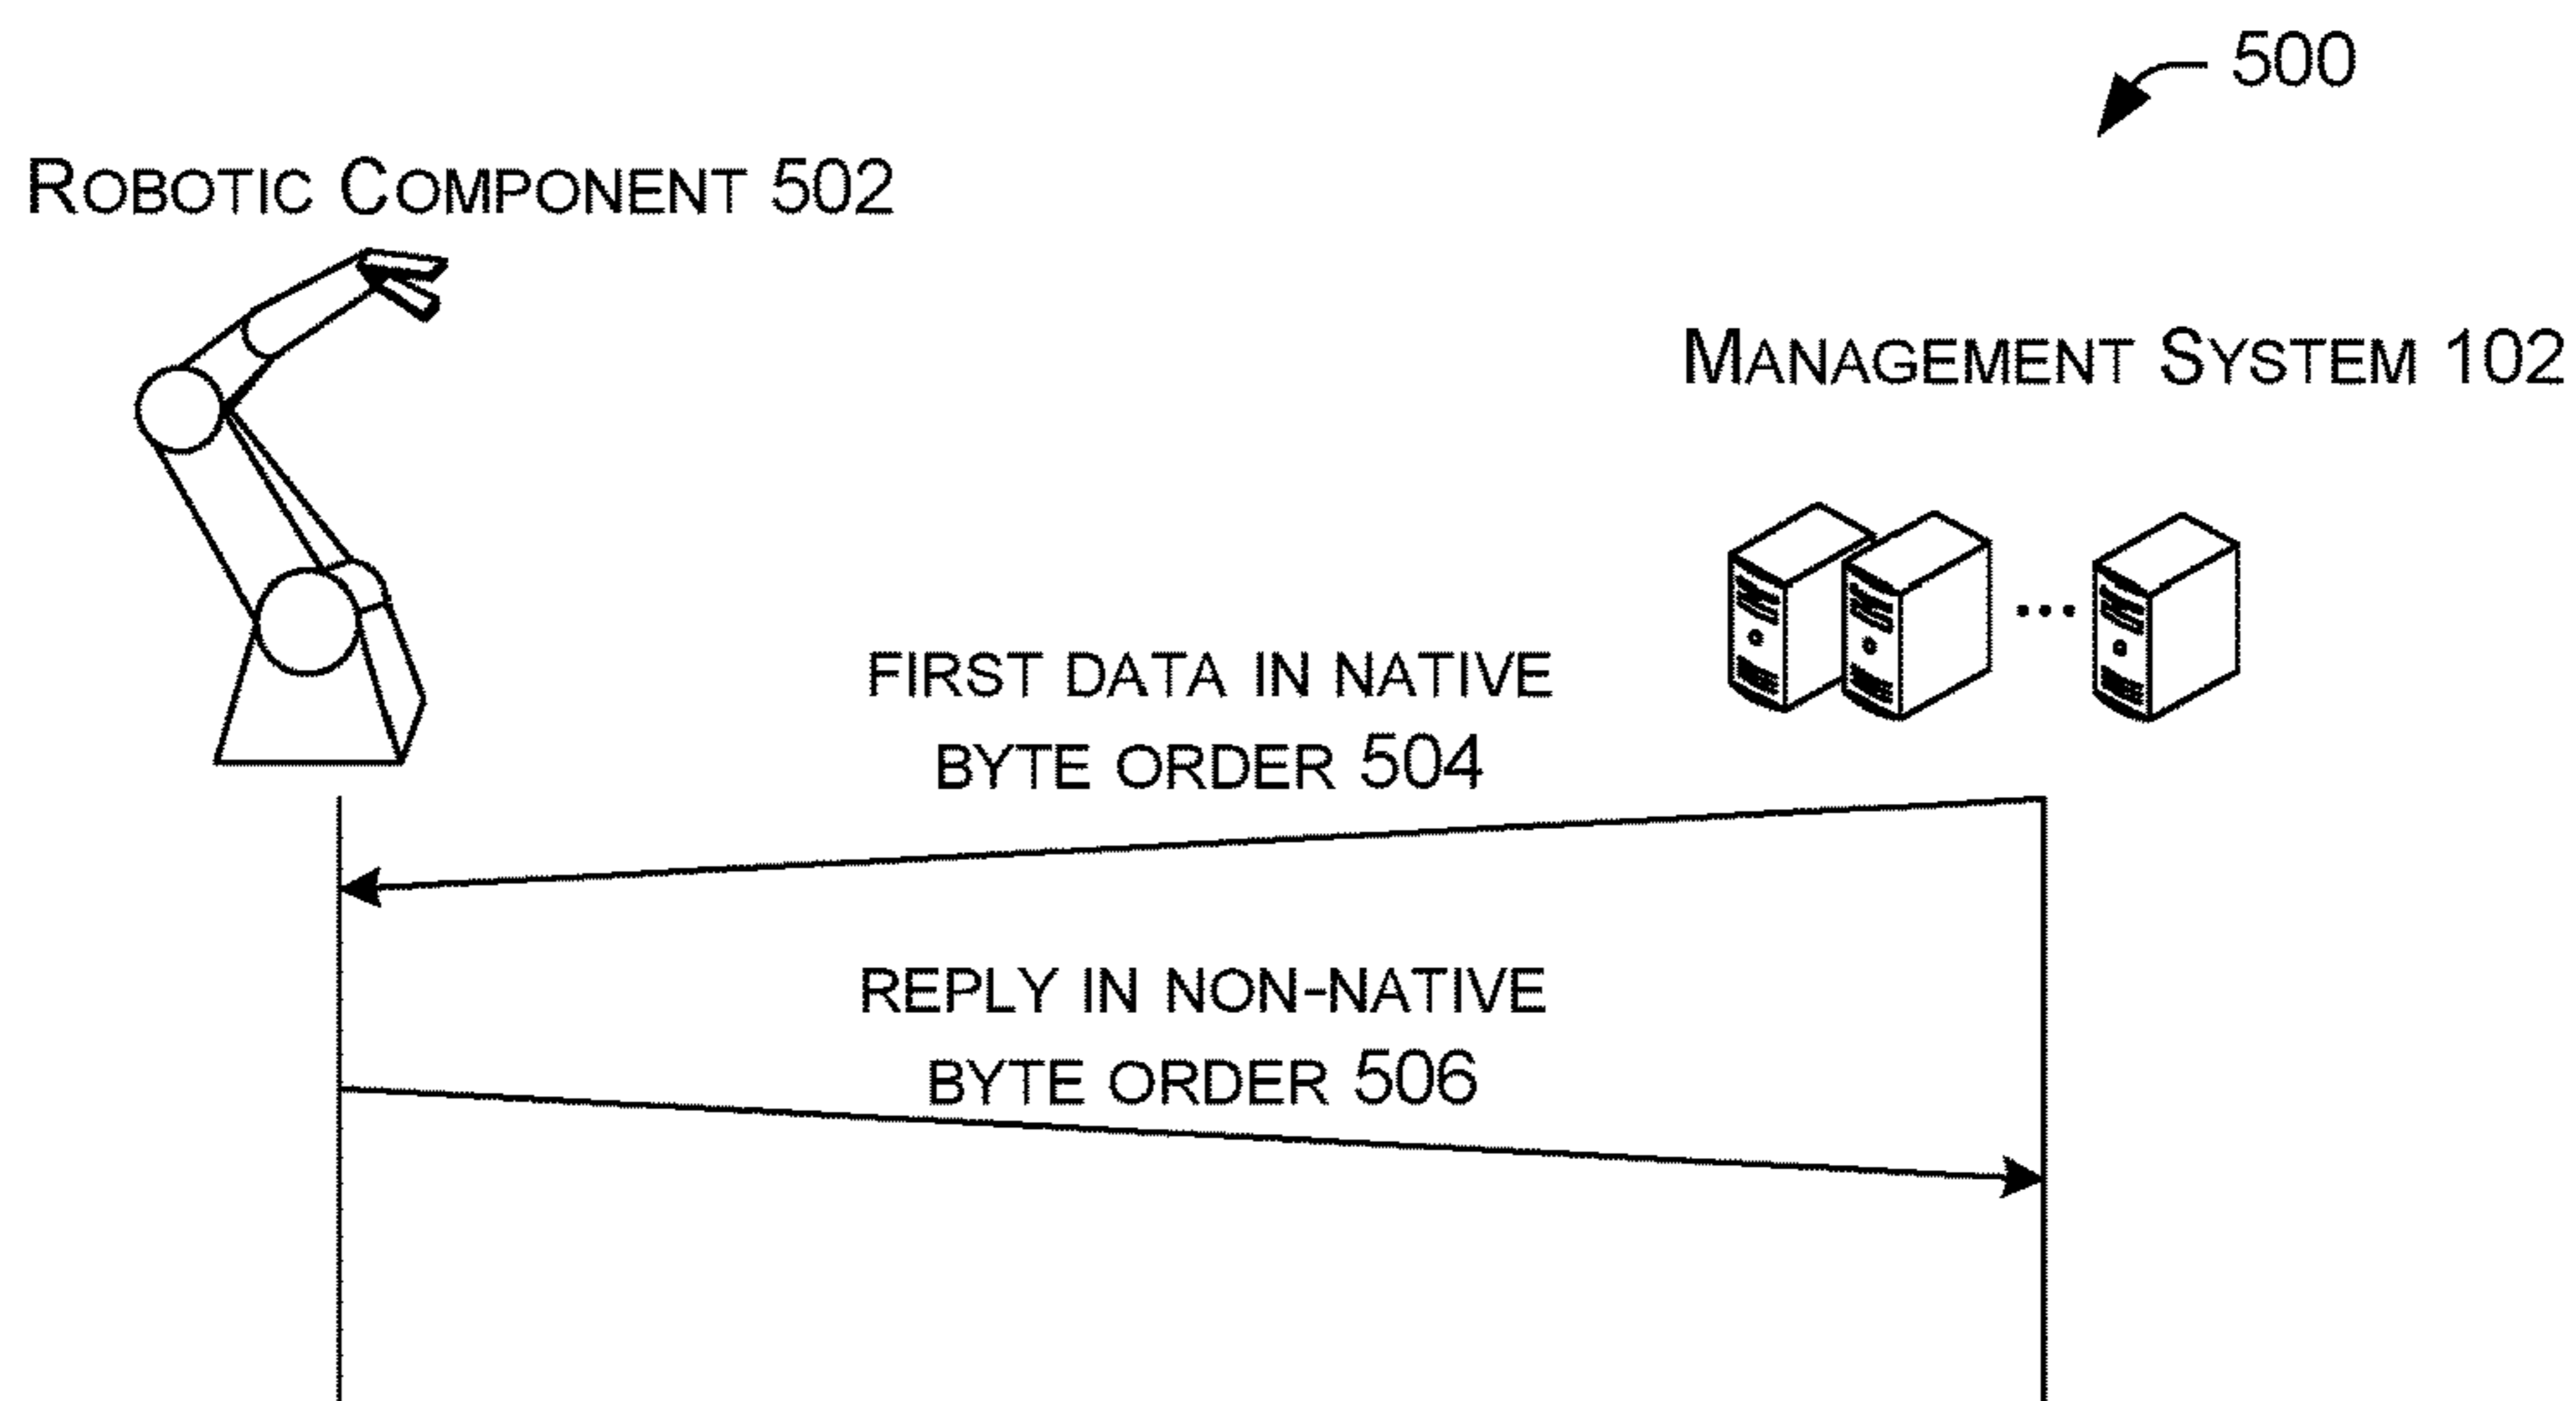 500
ROBOTIC COMPONENT 502
MANAGEMENT SYSTEM 102
FIRST DATA IN NATIVE
BYTE ORDER 504
REPLY IN NON-NATIVE
BYTE ORDER 506